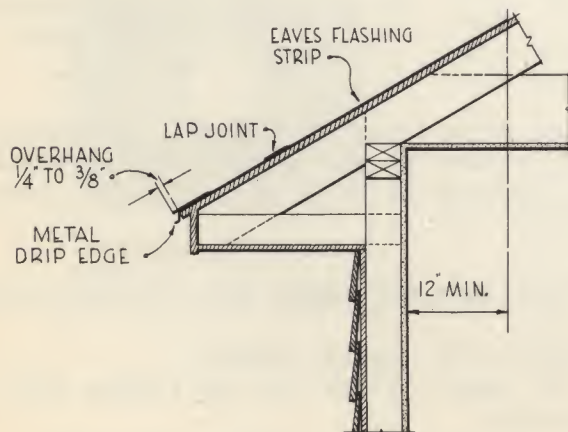 EAVES FLASHING
STRIP
LAP JOINT
OVERHANG
1/4" TO 3/8"
METAL
DRIP EDGE
12" MIN.